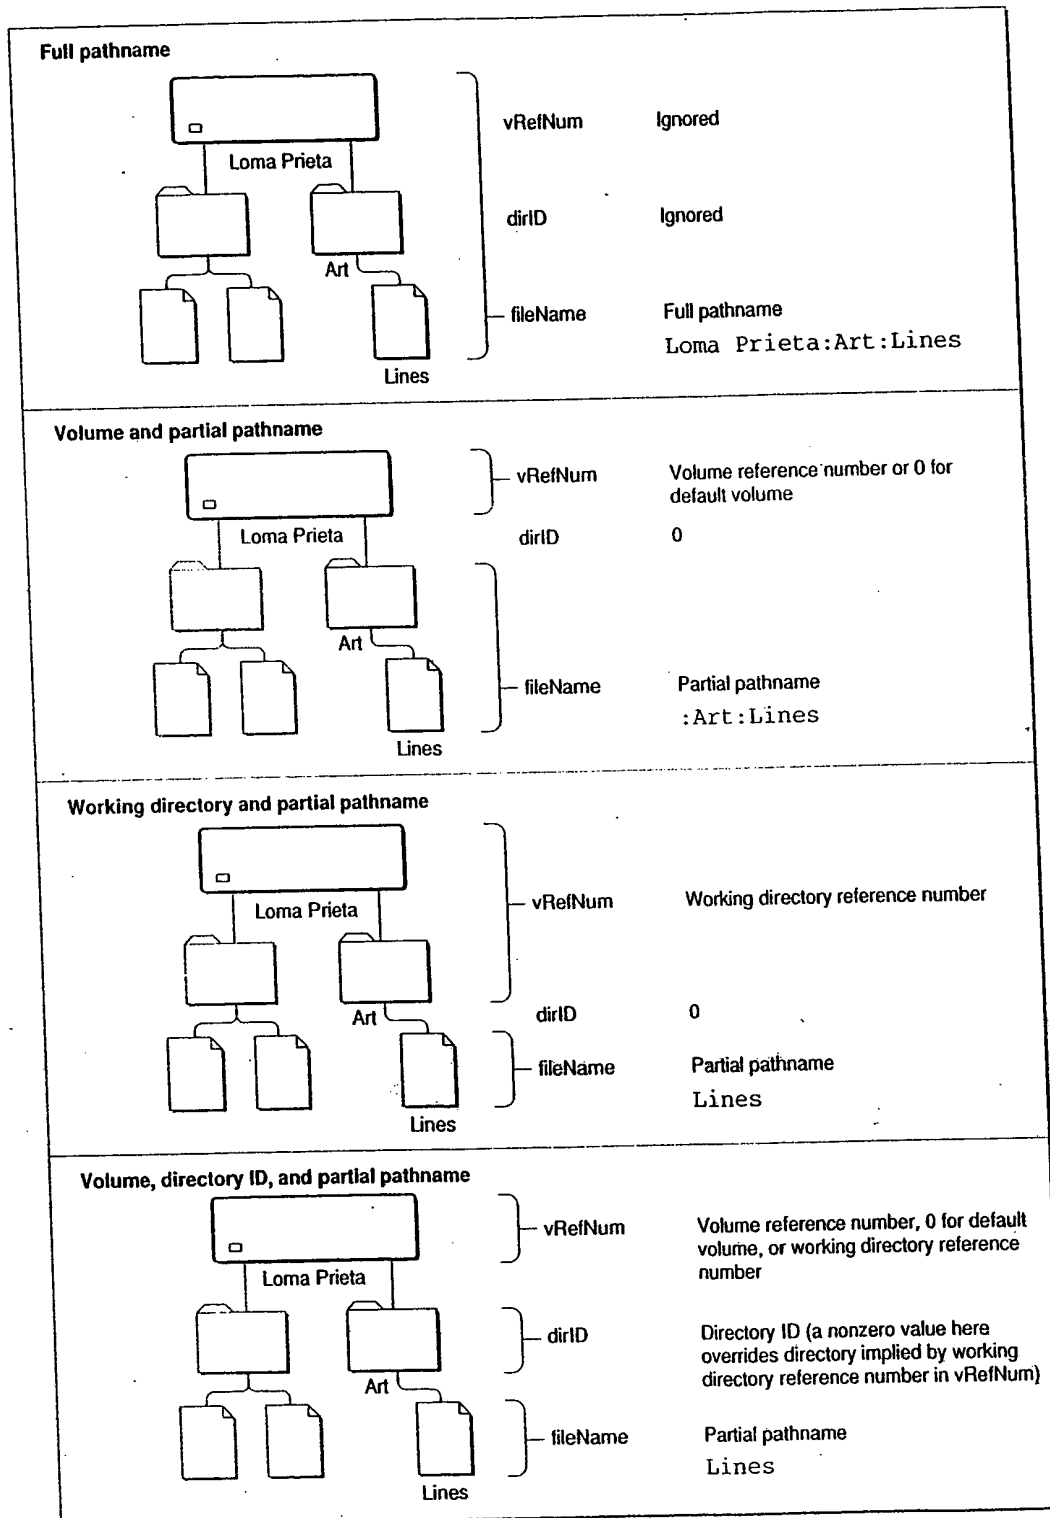 Full pathname
vRefNum Ignored
Loma Prieta
dirID Ignored
Art
fileName Full pathname
Loma Prieta:Art:Lines
Lines
Volume and partial pathname
vRefNum Volume reference number or 0 for
default volume
Loma Prieta
dirID 0
Art
fileName Partial pathname
:Art:Lines
Lines
Working directory and partial pathname
vRefNum Working directory reference number
Loma Prieta
Art
dirID 0
fileName Partial pathname
Lines
Lines
Volume, directory ID, and partial pathname
vRefNum Volume reference number, 0 for default
volume, or working directory reference
number
Loma Prieta
dirID Directory ID (a nonzero value here
overrides directory implied by working
directory reference number in vRefNum)
Art
fileName Partial pathname
Lines
Lines